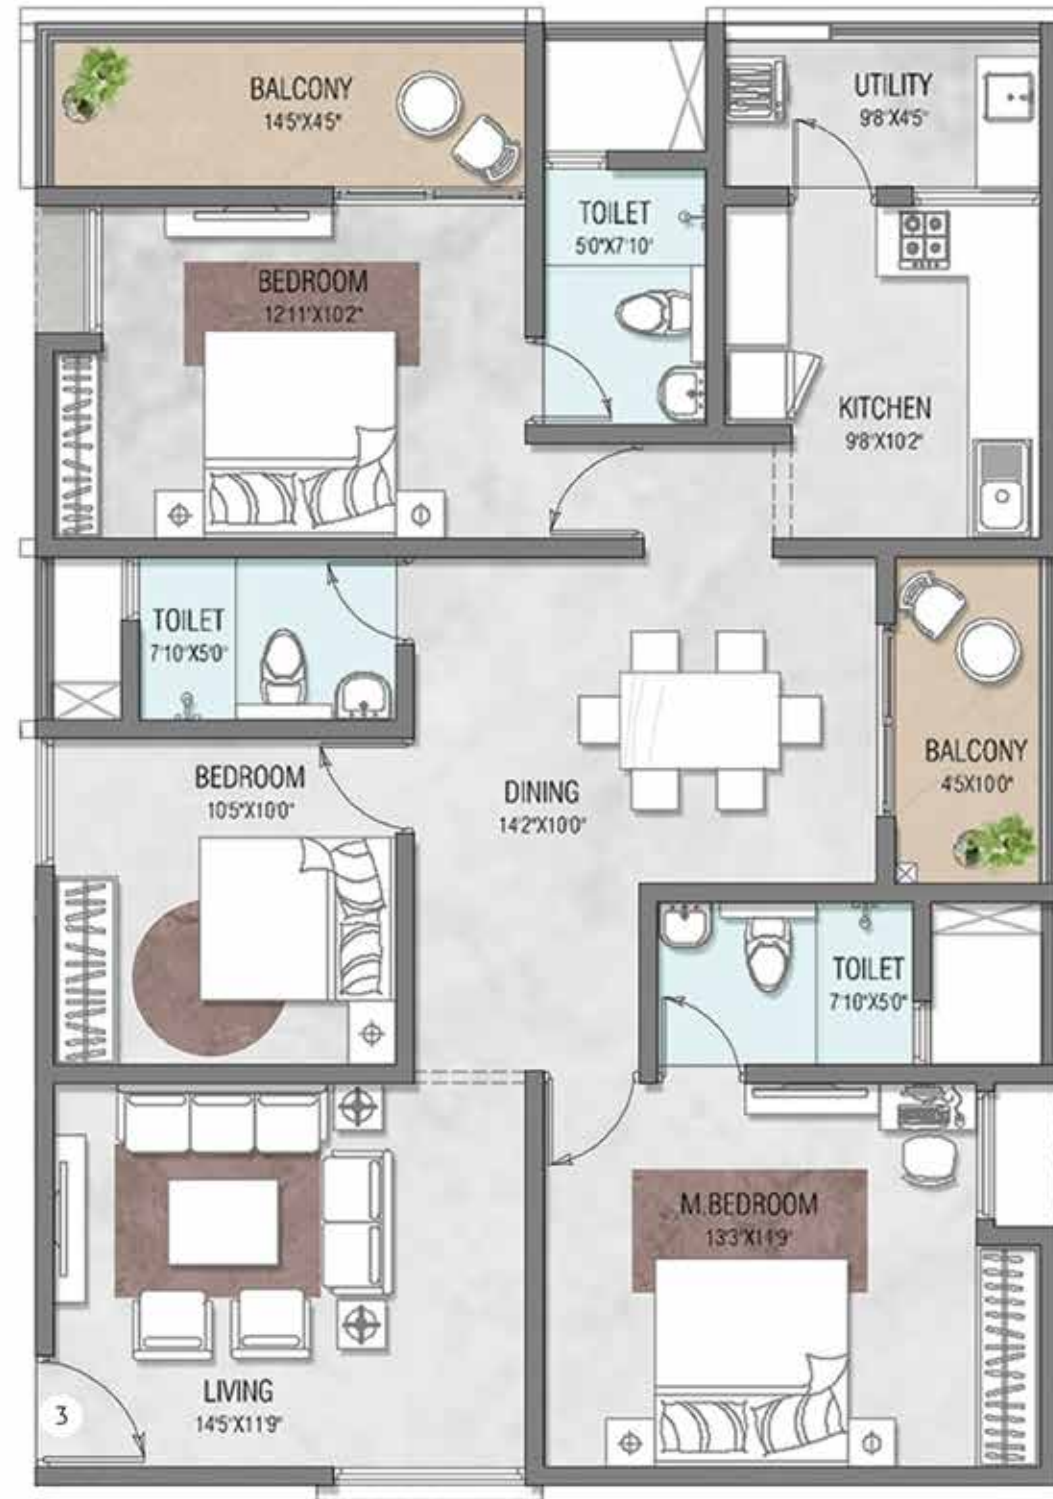 BALCONY
14'5"X4'5"
UTILITY
9'8"X4'5"
TOILET
5'0"X7'10"
BEDROOM
12'11"X10'2"
KITCHEN
9'8"X10'2"
TOILET
7'10"X5'0"
BEDROOM
10'5"X10'0"
DINING
14'2"X10'0"
BALCONY
4'5X10'0"
TOILET
7'10"X5'0"
M.BEDROOM
13'3"X11'9"
LIVING
14'5"X11'9"
3